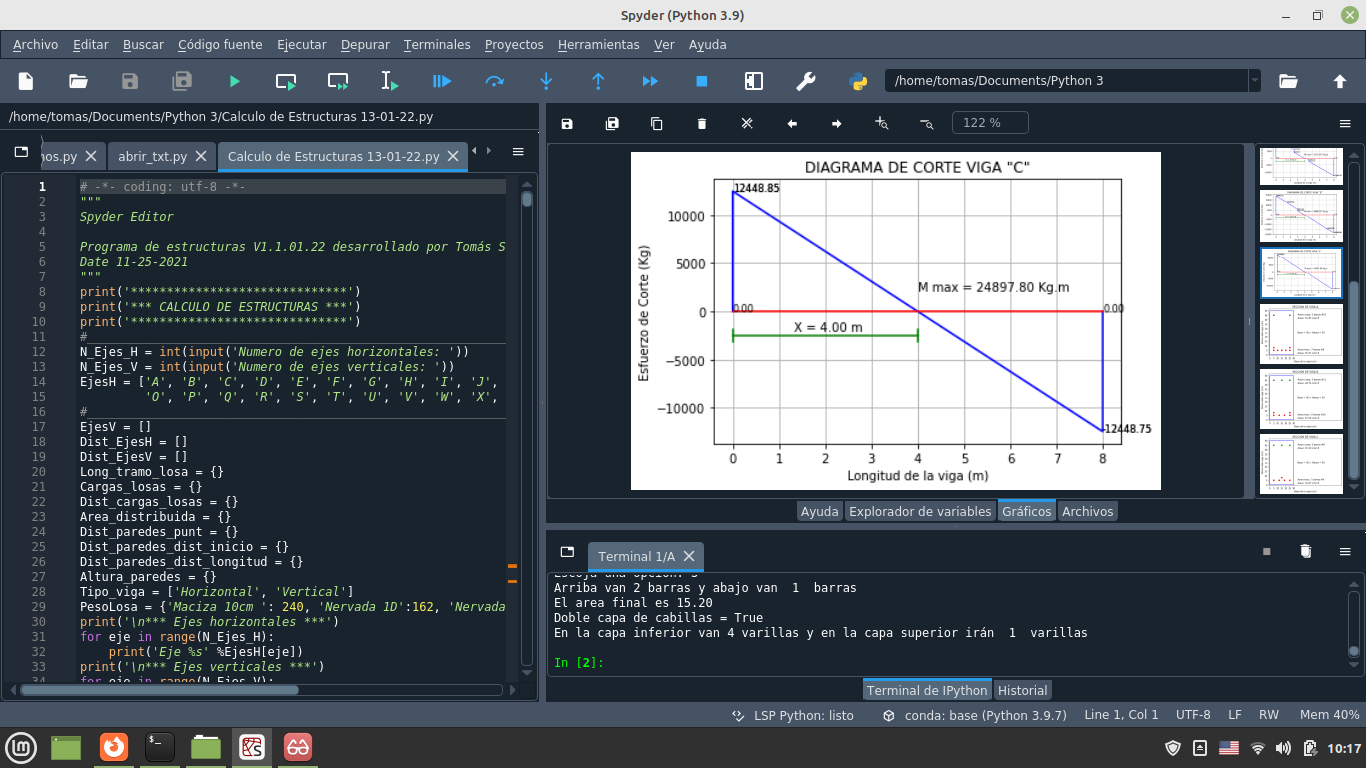 Spyder (Python 3.9)
Archivo Editar Buscar Código fuente Ejecutar Depurar Terminales Proyectos Herramientas Ver Ayuda
/home/tomas/Documents/Python 3
/home/tomas/Documents/Python 3/Calculo de Estructuras 13-01-22.py
nos.py abrir_txt.py Calculo de Estructuras 13-01-22.py
1 # -*- coding: utf-8 -*-
2 """
3 Spyder Editor
4
5 Programa de estructuras V1.1.01.22 desarrollado por Tomás S
6 Date 11-25-2021
7 """
8 print('******************************')
9 print('*** CALCULO DE ESTRUCTURAS ***')
10 print('******************************')
11 #
12 N_Ejes_H = int(input('Numero de ejes horizontales: '))
13 N_Ejes_V = int(input('Numero de ejes verticales: '))
14 EjesH = ['A', 'B', 'C', 'D', 'E', 'F', 'G', 'H', 'I', 'J',
15 'O', 'P', 'Q', 'R', 'S', 'T', 'U', 'V', 'W', 'X',
16 #
17 EjesV = []
18 Dist_EjesH = []
19 Dist_EjesV = []
20 Long_tramo_losa = {}
21 Cargas_losas = {}
22 Dist_cargas_losas = {}
23 Area_distribuida = {}
24 Dist_paredes_punt = {}
25 Dist_paredes_dist_inicio = {}
26 Dist_paredes_dist_longitud = {}
27 Altura_paredes = {}
28 Tipo_viga = ['Horizontal', 'Vertical']
29 PesoLosa = {'Maciza 10cm ': 240, 'Nervada 1D':162, 'Nervada
30 print('\n*** Ejes horizontales ***')
31 for eje in range(N_Ejes_H):
32 print('Eje %s' %EjesH[eje])
33 print('\n*** Ejes verticales ***')
34 for eje in range(N_Ejes_V):
122 %
DIAGRAMA DE CORTE VIGA "C"
Esfuerzo de Corte (Kg)
10000
5000
0
−5000
−10000
12448.85
0.00
M max = 24897.80 Kg.m
0.00
X = 4.00 m
-12448.75
0 1 2 3 4 5 6 7 8
Longitud de la viga (m)
Ayuda Explorador de variables Gráficos Archivos
Terminal 1/A
Escoja una opcion: 3
Arriba van 2 barras y abajo van 1 barras
El area final es 15.20
Doble capa de cabillas = True
En la capa inferior van 4 varillas y en la capa superior irán 1 varillas
In [2]:
Terminal de IPython Historial
LSP Python: listo conda: base (Python 3.9.7) Line 1, Col 1 UTF-8 LF RW Mem 40%
10:17